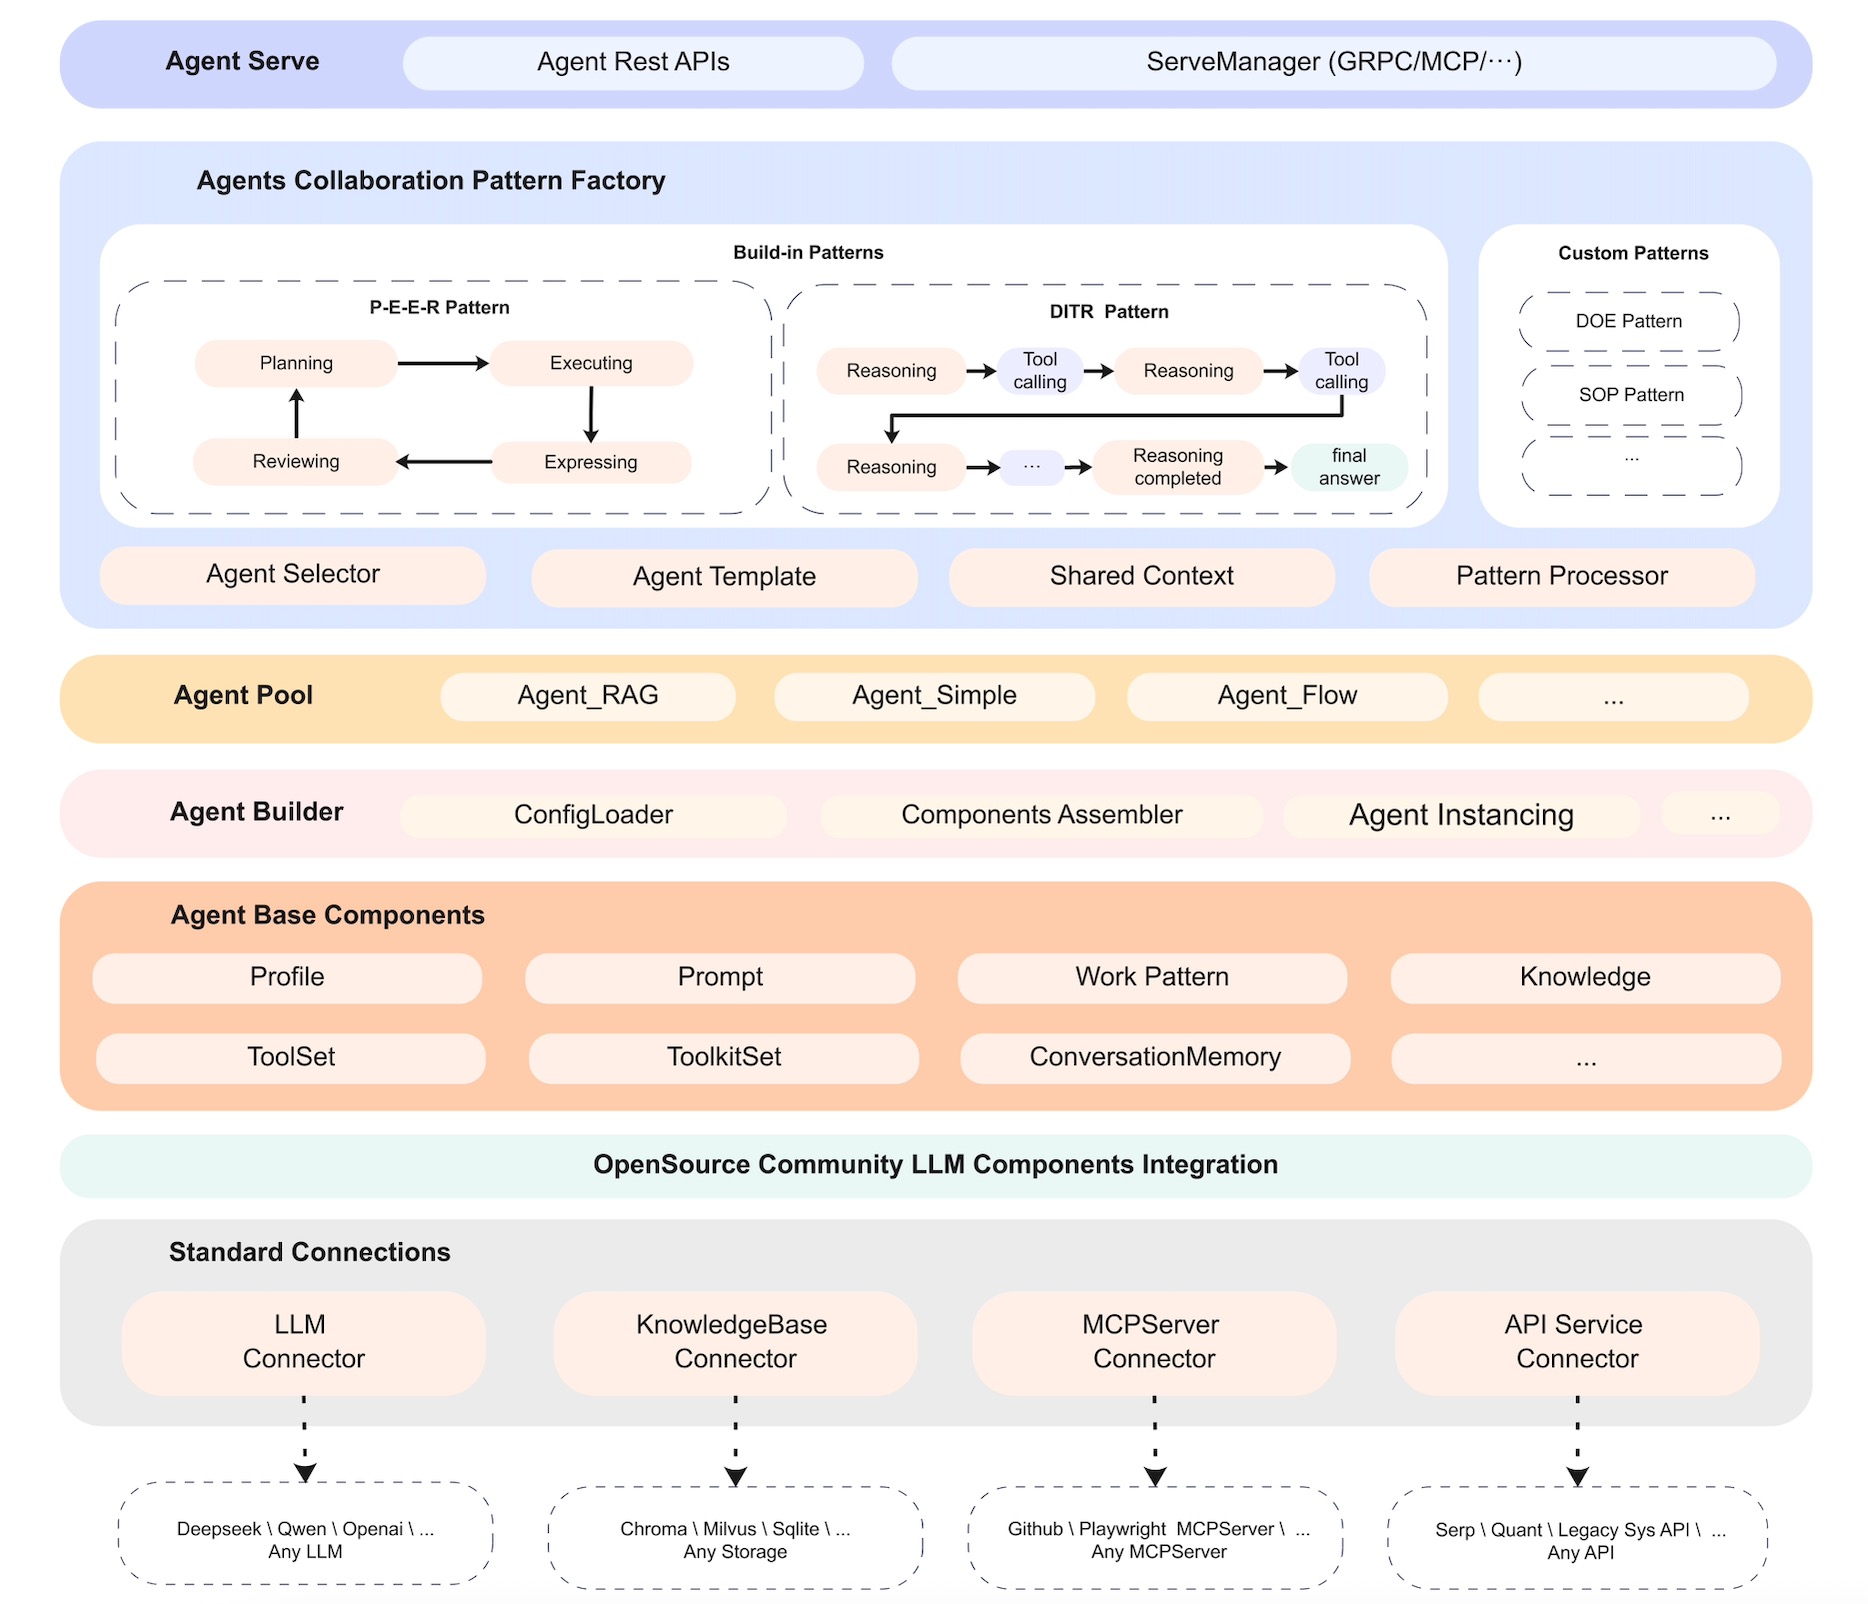 Agent Serve
Agent Rest APIs
ServeManager (GRPC/MCP/···)
Agents Collaboration Pattern Factory
Build-in Patterns
P-E-E-R Pattern
Planning
Executing
Reviewing
Expressing
DITR Pattern
Reasoning
Tool
calling
Reasoning
Tool
calling
Reasoning
...
Reasoning
completed
final
answer
Custom Patterns
DOE Pattern
SOP Pattern
...
Agent Selector
Agent Template
Shared Context
Pattern Processor
Agent Pool
Agent_RAG
Agent_Simple
Agent_Flow
...
Agent Builder
ConfigLoader
Components Assembler
Agent Instancing
...
Agent Base Components
Profile
Prompt
Work Pattern
Knowledge
ToolSet
ToolkitSet
ConversationMemory
...
OpenSource Community LLM Components Integration
Standard Connections
LLM
Connector
KnowledgeBase
Connector
MCPServer
Connector
API Service
Connector
Deepseek \ Qwen \ Openai \ ...
Any LLM
Chroma \ Milvus \ Sqlite \ ...
Any Storage
Github \ Playwright MCPServer \ ...
Any MCPServer
Serp \ Quant \ Legacy Sys API \ ...
Any API